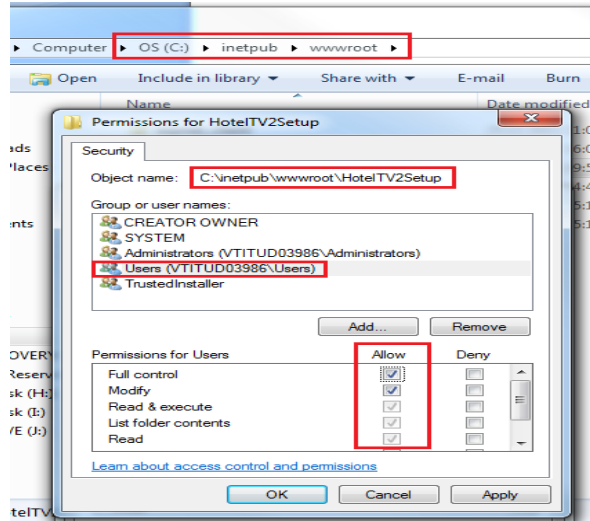 Computer ▸ OS (C:) ▸ inetpub ▸ wwwroot ▸
Open Include in library Share with E-mail Burn
Name Date modified
Permissions for HotelTV2Setup
Security
Object name: C:\inetpub\wwwroot\HotelTV2Setup
Group or user names:
CREATOR OWNER
SYSTEM
Administrators (VTITUD03986\Administrators)
Users (VTITUD03986\Users)
TrustedInstaller
Add... Remove
Permissions for Users Allow Deny
Full control
Modify
Read & execute
List folder contents
Read
Learn about access control and permissions
OK Cancel Apply